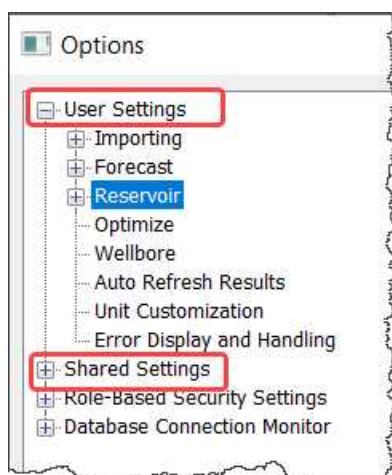 Options
User Settings
Importing
Forecast
Reservoir
Optimize
Wellbore
Auto Refresh Results
Unit Customization
Error Display and Handling
Shared Settings
Role-Based Security Settings
Database Connection Monitor